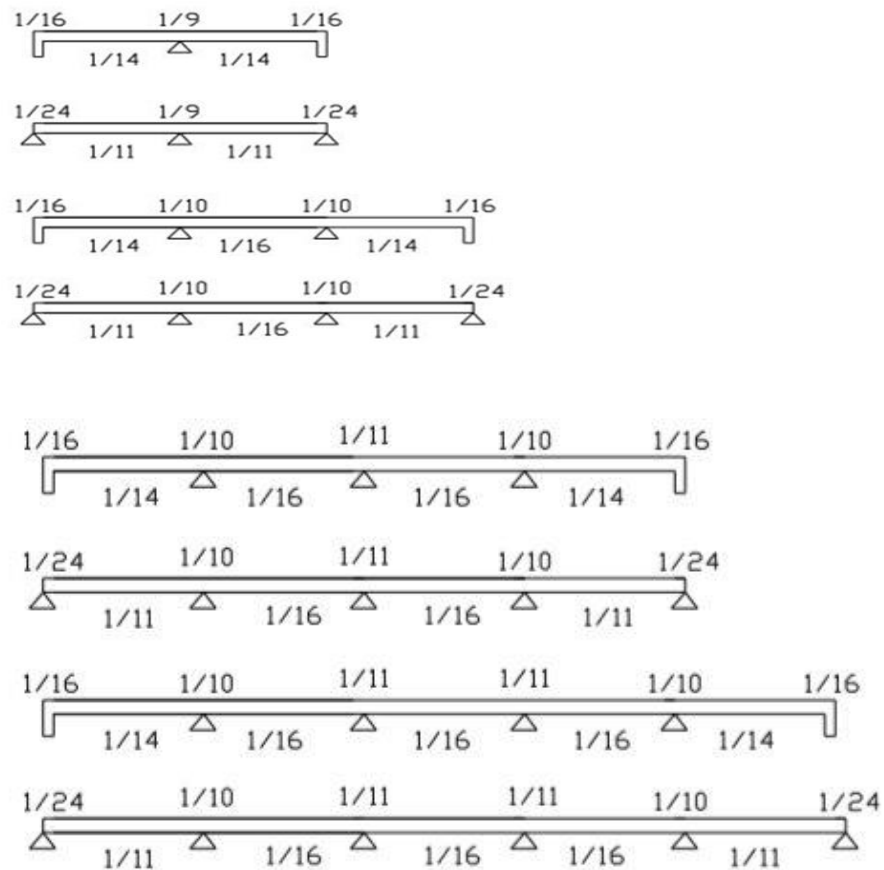 1/16 1/9 1/16
1/14 1/14
1/24 1/9 1/24
1/11 1/11
1/16 1/10 1/10 1/16
1/14 1/16 1/14
1/24 1/10 1/10 1/24
1/11 1/16 1/11
1/16 1/10 1/11 1/10 1/16
1/14 1/16 1/16 1/14
1/24 1/10 1/11 1/10 1/24
1/11 1/16 1/16 1/11
1/16 1/10 1/11 1/11 1/10 1/16
1/14 1/16 1/16 1/16 1/14
1/24 1/10 1/11 1/11 1/10 1/24
1/11 1/16 1/16 1/16 1/11